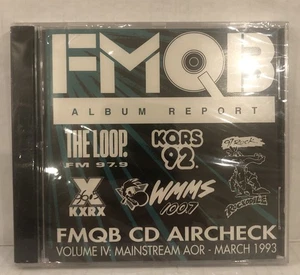 FMQB
ALBUM REPORT
THE LOOP.
FM 97.9
KQRS
92
KXRX
WMMS
100.7
ROCKWALK
FMQB CD AIRCHECK
VOLUME IV: MAINSTREAM AOR - MARCH 1993